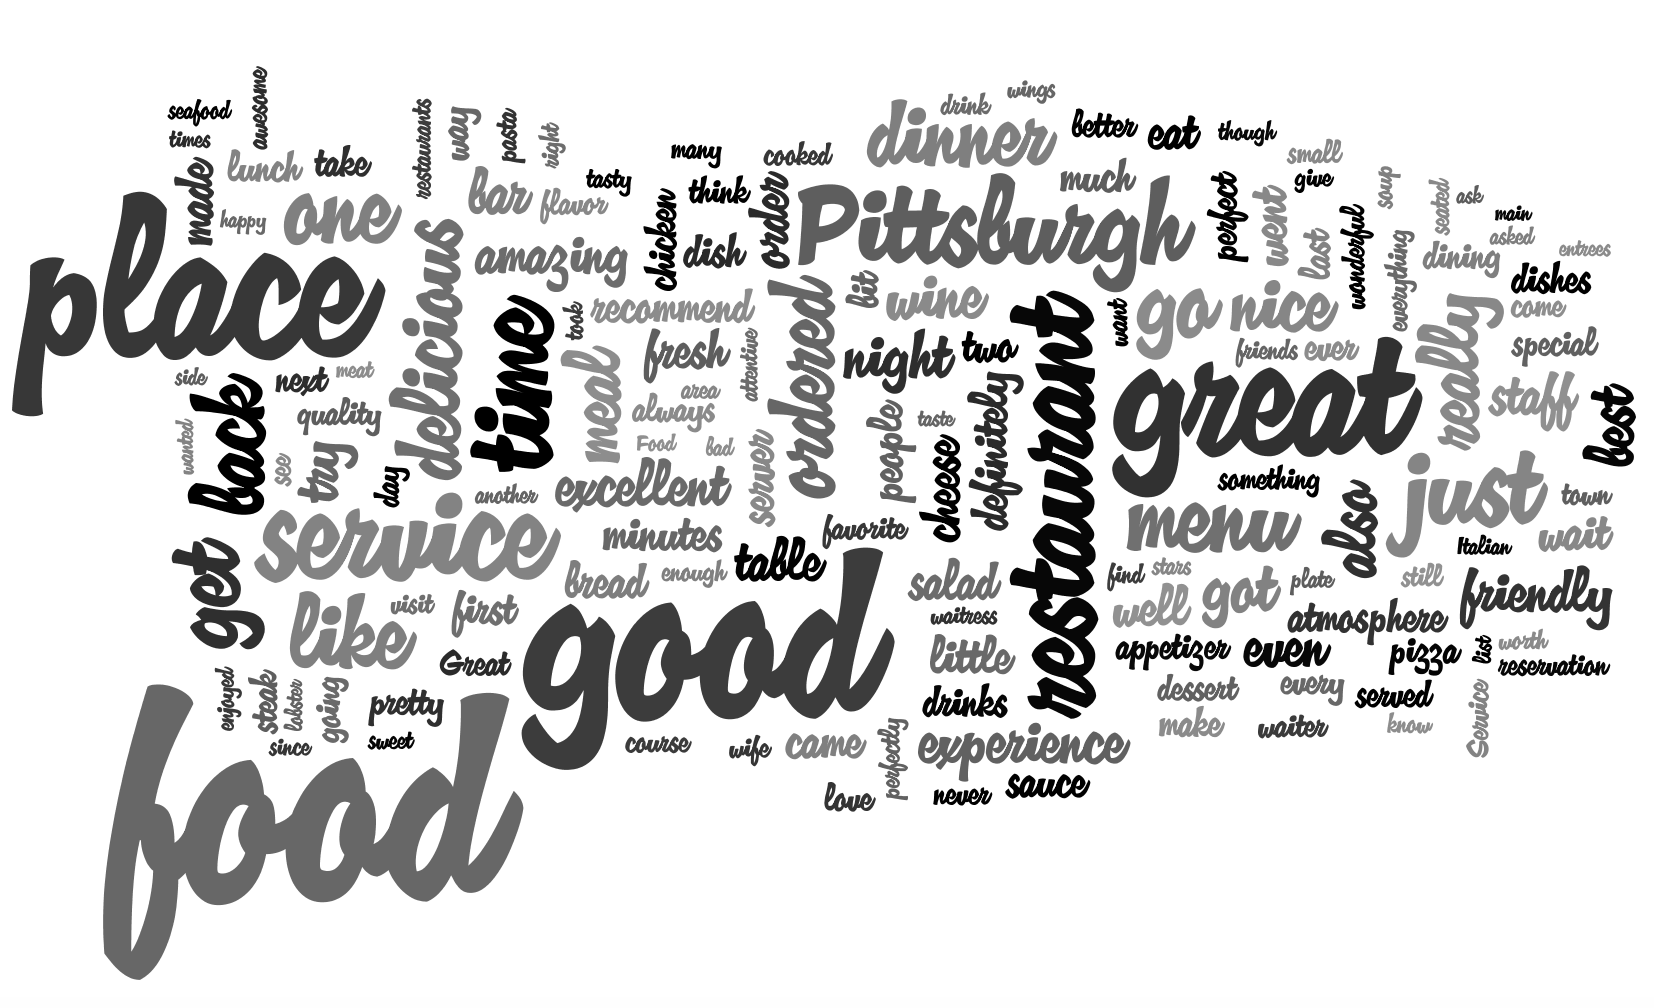 seafood
awesome
times
made
lunch
take
happy
one
place
restaurants
way
pasta
right
bar
flavor
tasty
delicious
amazing
many
think
chicken
dish
cooked
order
dinner
drink
wings
better
eat
though
Pittsburgh
much
perfect
went
small
give
last
wonderful
soup
everything
seated
ask
main
asked
dining
entrees
dishes
come
special
really
staff
best
time
took
recommend
fresh
meal
area
always
attentive
Food
bad
server
ordered
bit
wine
night
two
people
taste
cheese
definitely
restaurant
want
go
nice
friends
ever
great
something
menu
also
just
town
wait
Italian
side
next
meat
back
quality
wanted
see
try
day
another
excellent
service
minutes
favorite
table
get
bread
enough
like
visit
first
Great
good
salad
waitress
little
drinks
experience
never
sauce
find
stars
well
got
plate
still
friendly
atmosphere
appetizer
even
pizza
list
worth
reservation
dessert
every
served
make
waiter
know
Service
enjoyed
steak
lobster
going
pretty
since
sweet
course
wife
came
perfectly
love
food